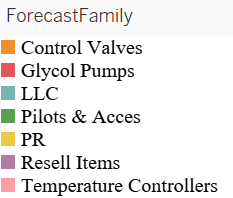 ForecastFamily
Control Valves
Glycol Pumps
LLC
Pilots & Acces
PR
Resell Items
Temperature Controllers